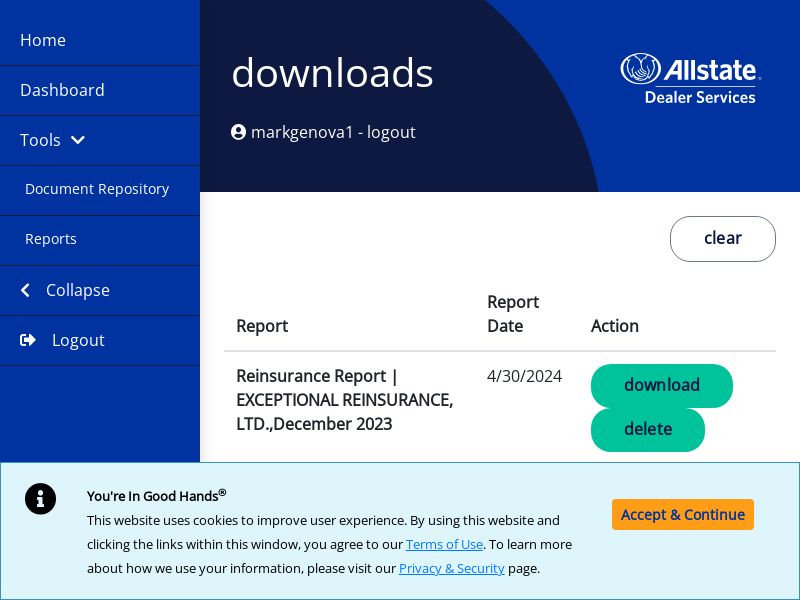 Home
Dashboard
Tools
Document Repository
Reports
Collapse
Logout
downloads
markgenova1 - logout
Allstate
Dealer Services
clear
Report
Report Date
Action
Reinsurance Report |
EXCEPTIONAL REINSURANCE,
LTD.,December 2023
4/30/2024
download
delete
You're In Good Hands®
This website uses cookies to improve user experience. By using this website and
clicking the links within this window, you agree to our Terms of Use. To learn more
about how we use your information, please visit our Privacy & Security page.
Accept & Continue